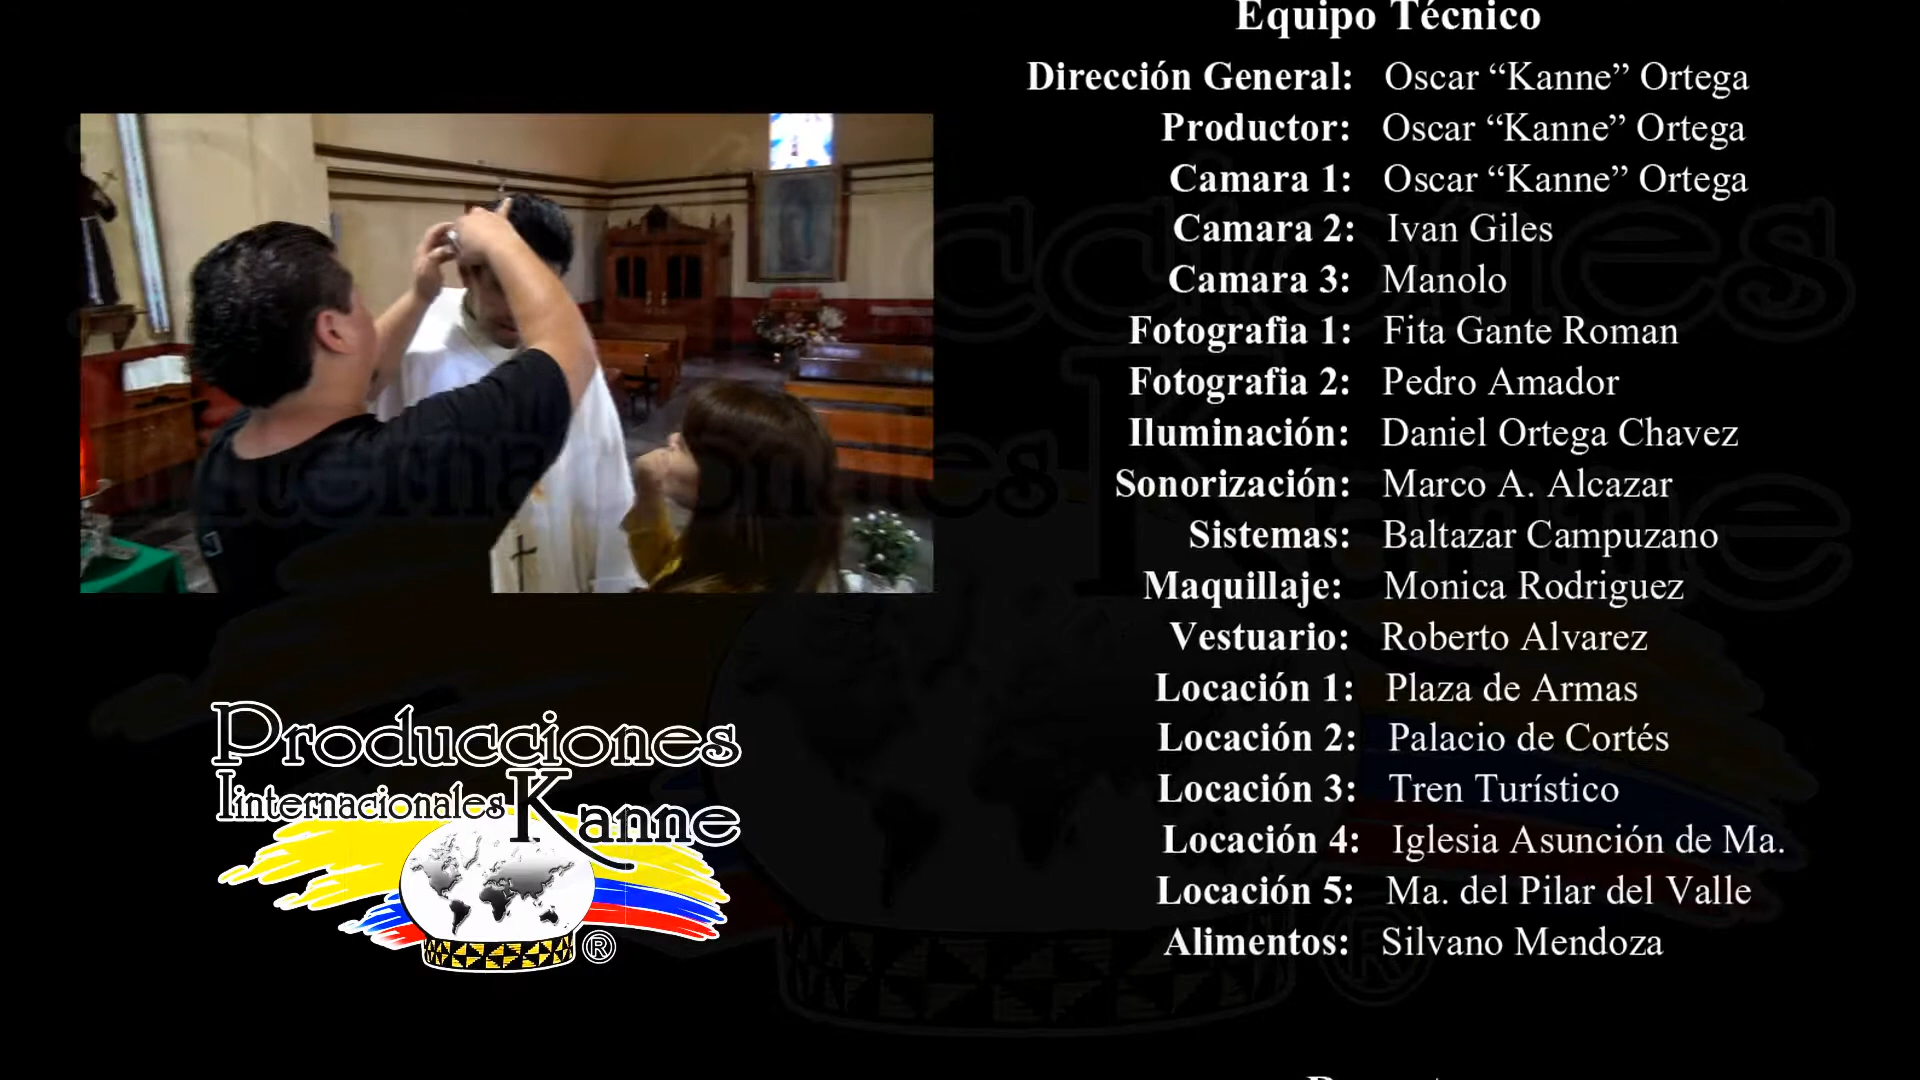 Equipo Técnico
Dirección General: Oscar “Kanne” Ortega
Productor: Oscar “Kanne” Ortega
Camara 1: Oscar “Kanne” Ortega
Camara 2: Ivan Giles
Camara 3: Manolo
Fotografia 1: Fita Gante Roman
Fotografia 2: Pedro Amador
Iluminación: Daniel Ortega Chavez
Sonorización: Marco A. Alcazar
Sistemas: Baltazar Campuzano
Maquillaje: Monica Rodriguez
Vestuario: Roberto Alvarez
Locación 1: Plaza de Armas
Locación 2: Palacio de Cortés
Locación 3: Tren Turístico
Locación 4: Iglesia Asunción de Ma.
Locación 5: Ma. del Pilar del Valle
Alimentos: Silvano Mendoza
Producciones
Internacionales Kanne
®